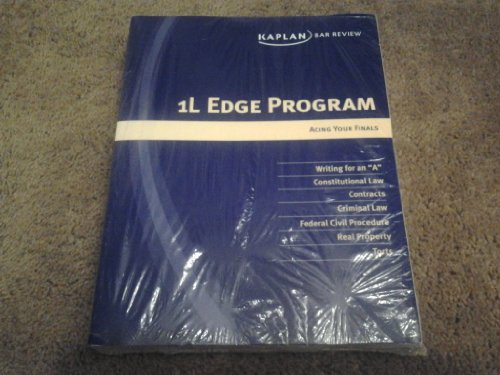 KAPLAN BAR REVIEW
1L EDGE PROGRAM
ACING YOUR FINALS
Writing for an "A"
Constitutional Law
Contracts
Criminal Law
Federal Civil Procedure
Real Property
Torts